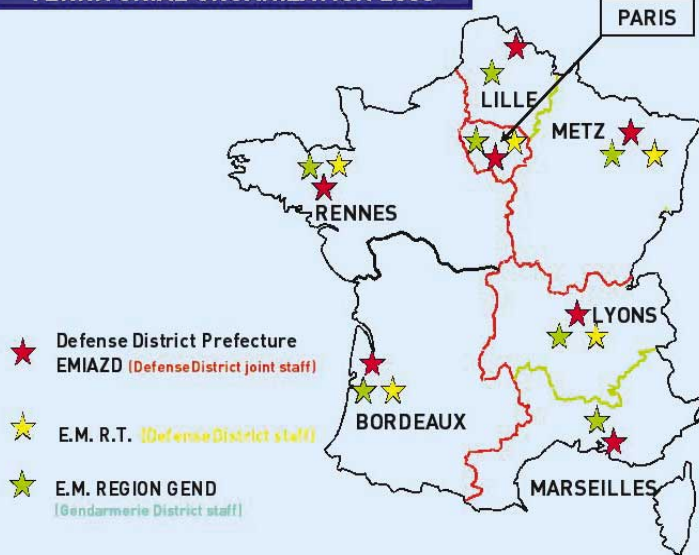 PARIS
LILLE
METZ
RENNES
LYONS
Defense District Prefecture
EMIAZD (DefenseDistrict joint staff)
BORDEAUX
E.M. R.T. (DefenseDistrict staff)
E.M. REGION GEND
(Gendarmerie District staff)
MARSEILLES